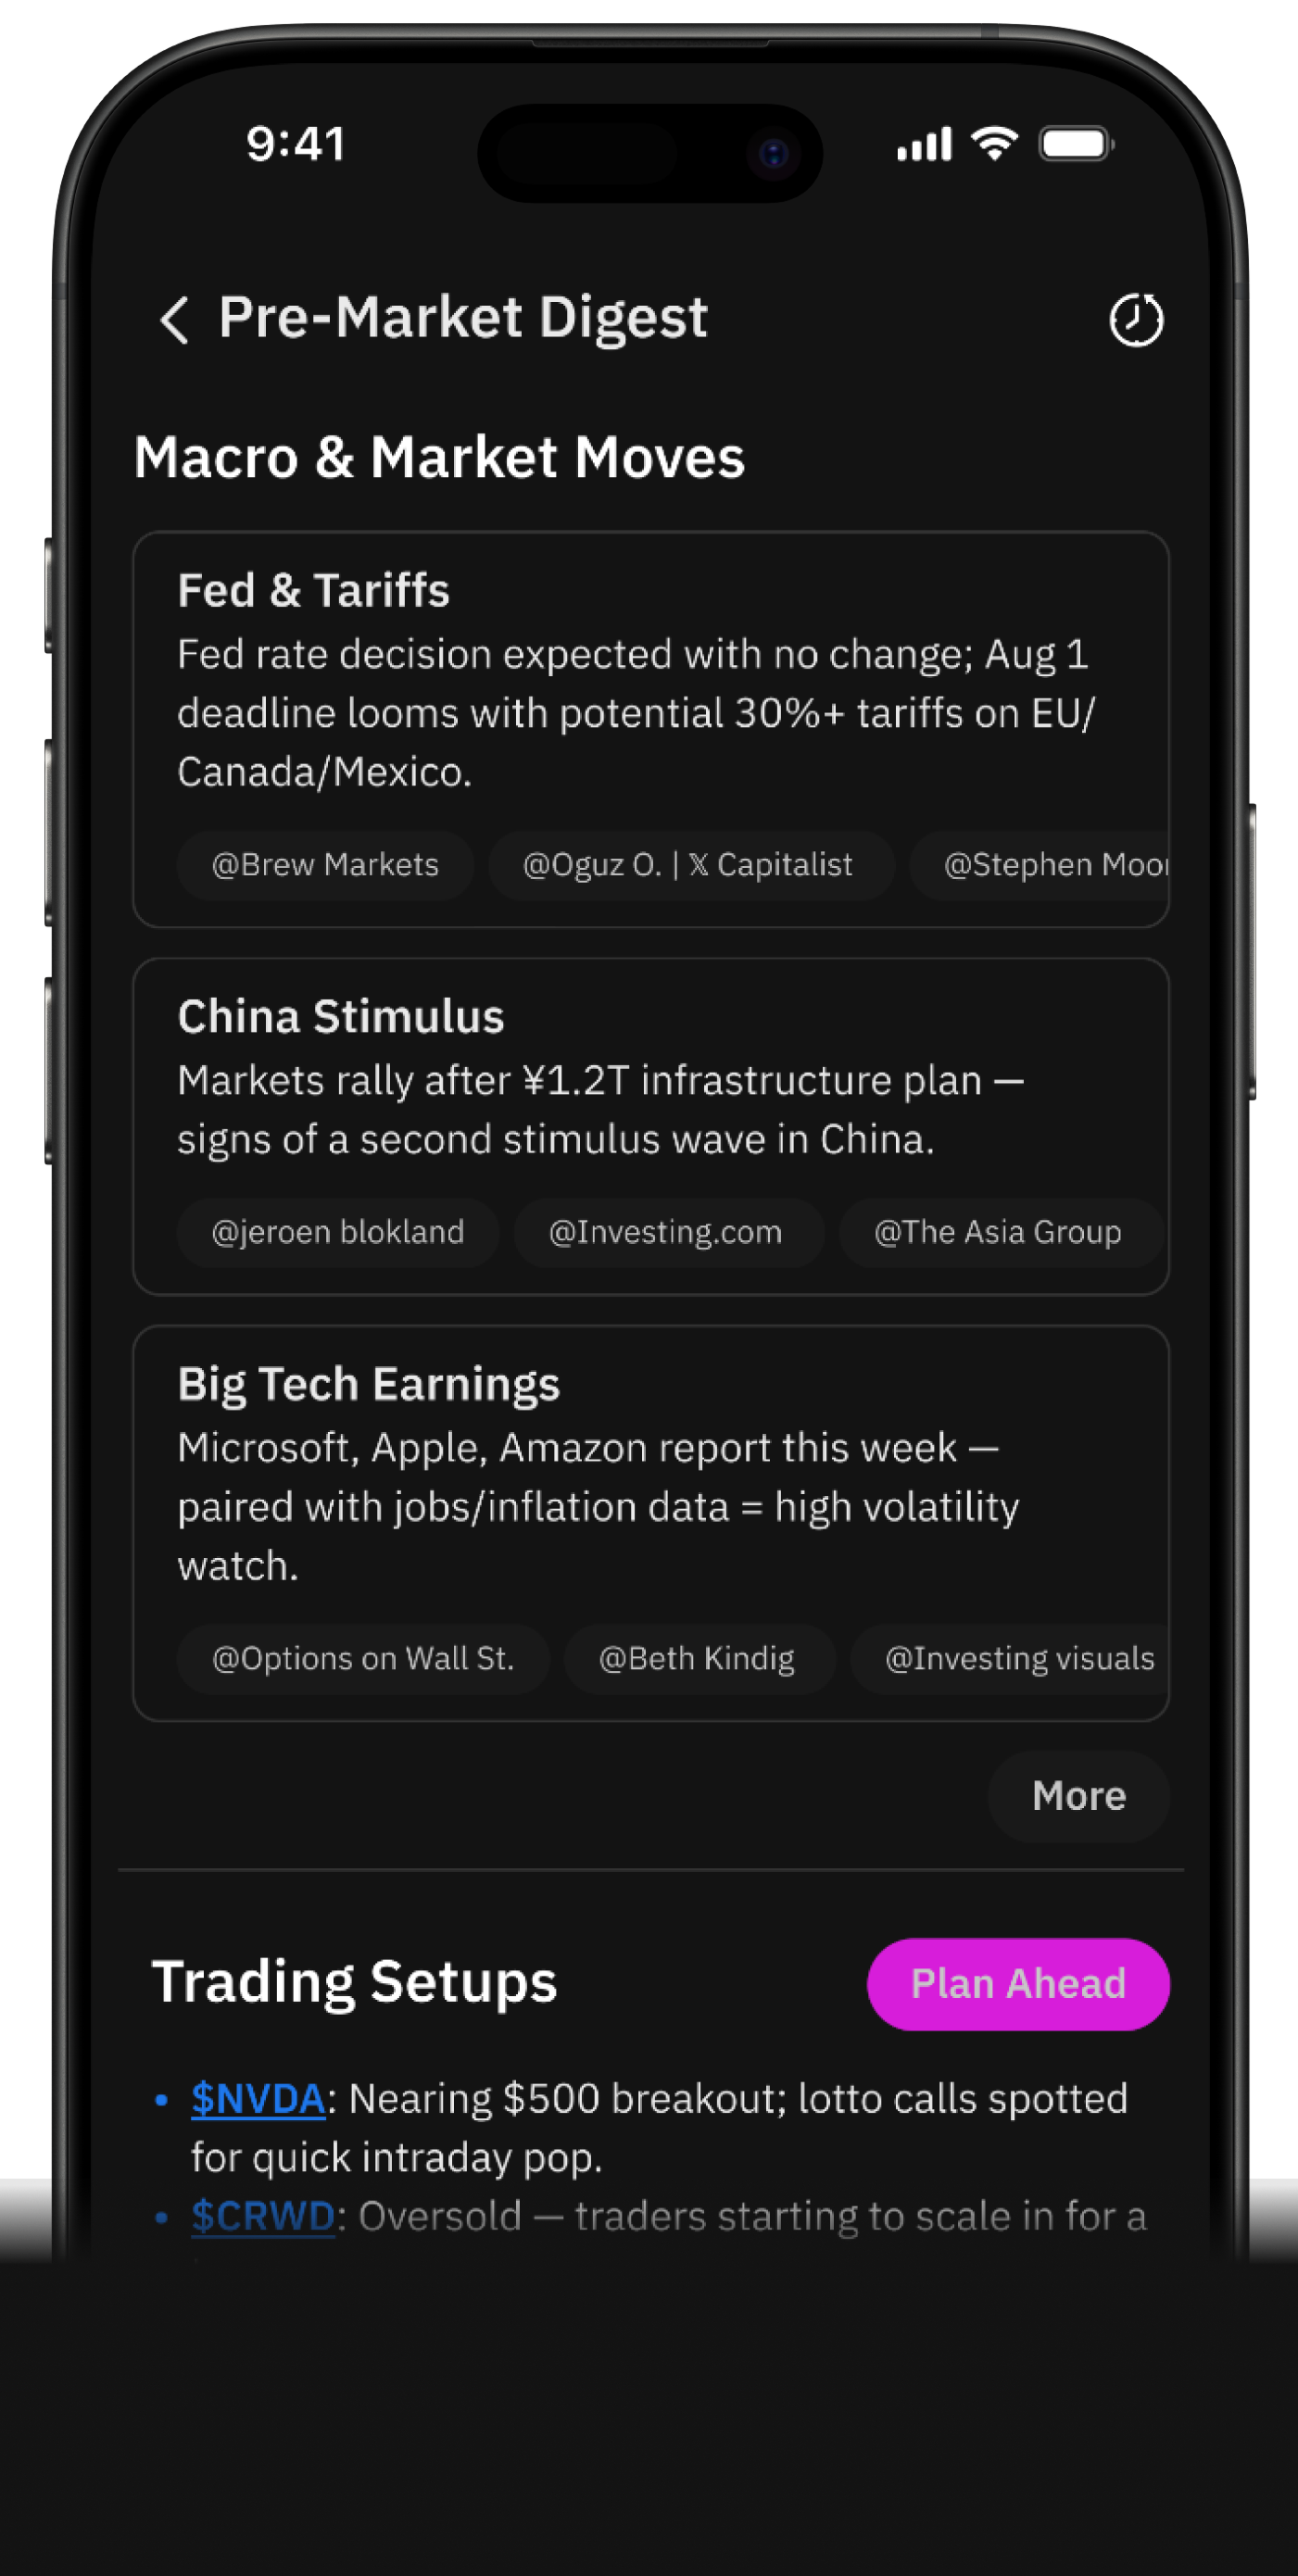 9:41
Pre-Market Digest
Macro & Market Moves
Fed & Tariffs
Fed rate decision expected with no change; Aug 1
deadline looms with potential 30%+ tariffs on EU/
Canada/Mexico.
@Brew Markets @Oguz O. | 𝕏 Capitalist @Stephen Moor
China Stimulus
Markets rally after ¥1.2T infrastructure plan —
signs of a second stimulus wave in China.
@jeroen blokland @Investing.com @The Asia Group
Big Tech Earnings
Microsoft, Apple, Amazon report this week —
paired with jobs/inflation data = high volatility
watch.
@Options on Wall St. @Beth Kindig @Investing visuals
More
Trading Setups Plan Ahead
• $NVDA: Nearing $500 breakout; lotto calls spotted
for quick intraday pop.
• $CRWD: Oversold — traders starting to scale in for a